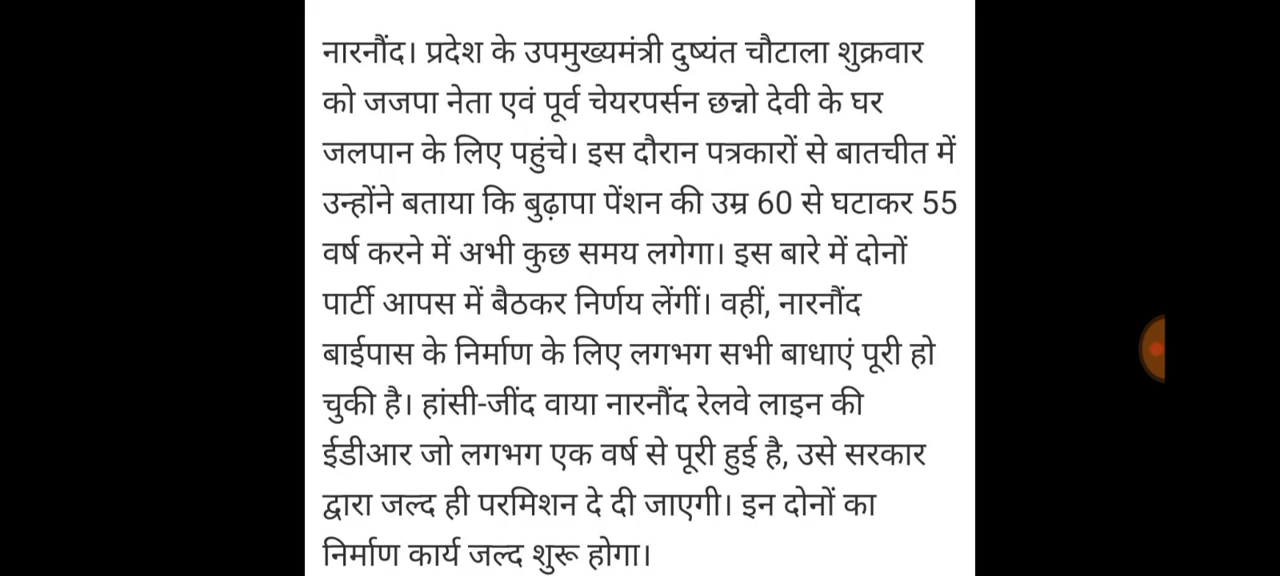 नारनौंद। प्रदेश के उपमुख्यमंत्री दुष्यंत चौटाला शुक्रवार
को जजपा नेता एवं पूर्व चेयरपर्सन छन्नो देवी के घर
जलपान के लिए पहुंचे। इस दौरान पत्रकारों से बातचीत में
उन्होंने बताया कि बुढ़ापा पेंशन की उम्र 60 से घटाकर 55
वर्ष करने में अभी कुछ समय लगेगा। इस बारे में दोनों
पार्टी आपस में बैठकर निर्णय लेंगीं। वहीं, नारनौंद
बाईपास के निर्माण के लिए लगभग सभी बाधाएं पूरी हो
चुकी है। हांसी-जींद वाया नारनौंद रेलवे लाइन की
ईडीआर जो लगभग एक वर्ष से पूरी हुई है, उसे सरकार
द्वारा जल्द ही परमिशन दे दी जाएगी। इन दोनों का
निर्माण कार्य जल्द शुरू होगा।